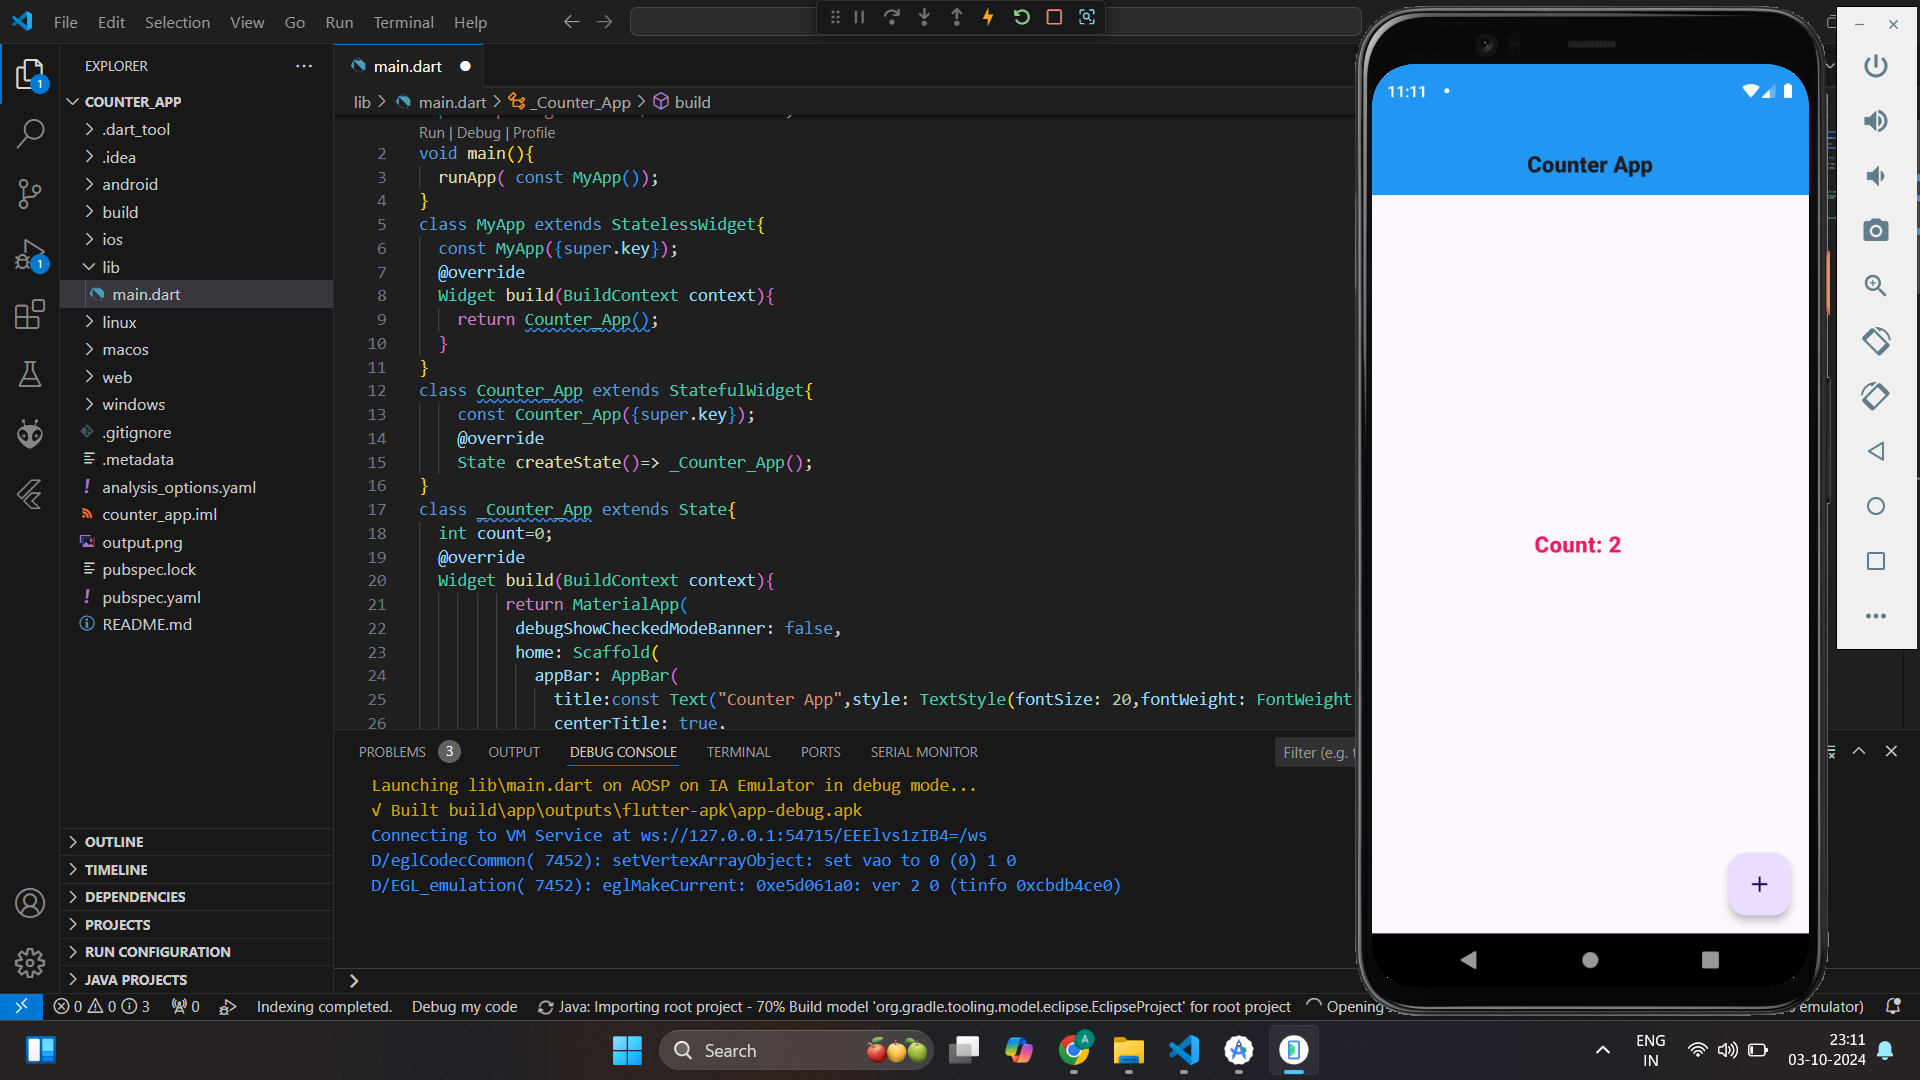 File Edit Selection View Go Run Terminal Help
EXPLORER
COUNTER_APP
.dart_tool
.idea
android
build
ios
lib
main.dart
linux
macos
web
windows
.gitignore
.metadata
analysis_options.yaml
counter_app.iml
output.png
pubspec.lock
pubspec.yaml
README.md
OUTLINE
TIMELINE
DEPENDENCIES
PROJECTS
RUN CONFIGURATION
JAVA PROJECTS
1
1
main.dart
lib > main.dart > _Counter_App > build
Run | Debug | Profile
2 void main(){
3 runApp( const MyApp());
4 }
5 class MyApp extends StatelessWidget{
6 const MyApp({super.key});
7 @override
8 Widget build(BuildContext context){
9 return Counter_App();
10 }
11 }
12 class Counter_App extends StatefulWidget{
13 const Counter_App({super.key});
14 @override
15 State createState()=> _Counter_App();
16 }
17 class _Counter_App extends State{
18 int count=0;
19 @override
20 Widget build(BuildContext context){
21 return MaterialApp(
22 debugShowCheckedModeBanner: false,
23 home: Scaffold(
24 appBar: AppBar(
25 title:const Text("Counter App",style: TextStyle(fontSize: 20,fontWeight: FontWeight
26 centerTitle: true,
PROBLEMS 3 OUTPUT DEBUG CONSOLE TERMINAL PORTS SERIAL MONITOR
Filter (e.g.
Launching lib\main.dart on AOSP on IA Emulator in debug mode...
√ Built build\app\outputs\flutter-apk\app-debug.apk
Connecting to VM Service at ws://127.0.0.1:54715/EEElvs1zIB4=/ws
D/eglCodecCommon( 7452): setVertexArrayObject: set vao to 0 (0) 1 0
D/EGL_emulation( 7452): eglMakeCurrent: 0xe5d061a0: ver 2 0 (tinfo 0xcbdb4ce0)
11:11
Counter App
Count: 2
+
0 0 3 0 Indexing completed. Debug my code Java: Importing root project - 70% Build model 'org.gradle.tooling.model.eclipse.EclipseProject' for root project Opening emulator)
Search
A
ENG
IN
23:11
03-10-2024